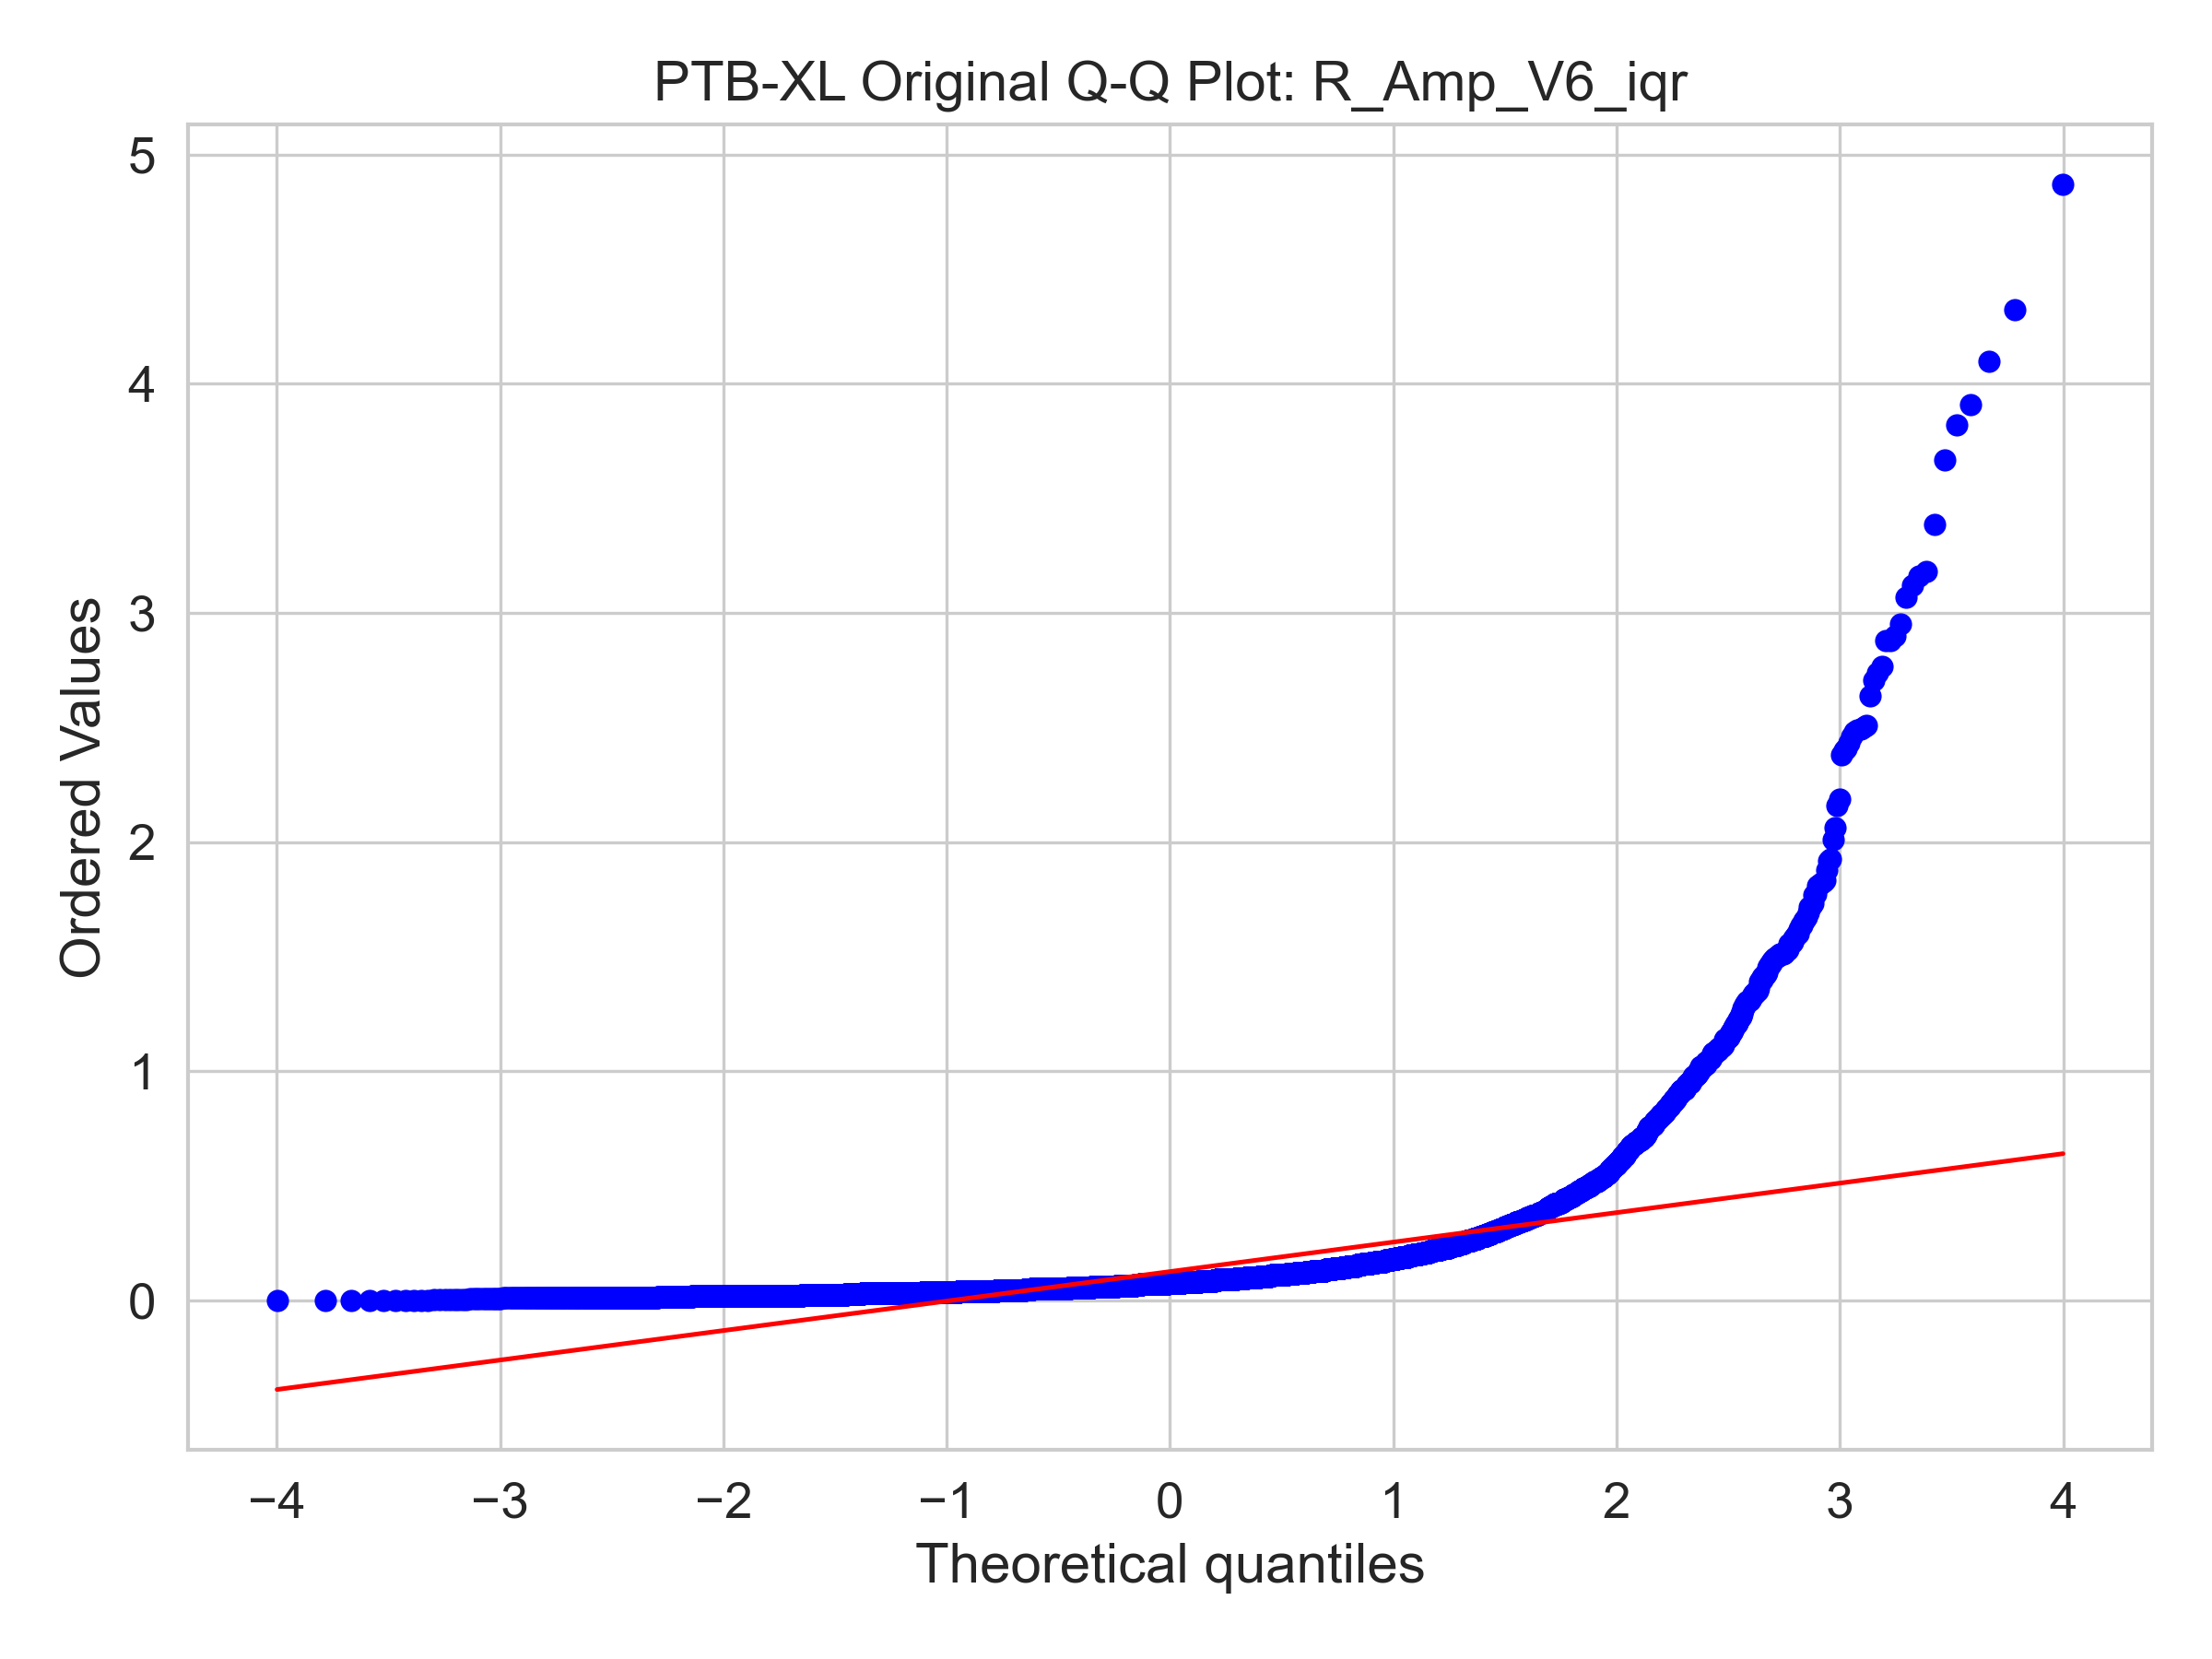 PTB-XL Original Q-Q Plot: R_Amp_V6_iqr
5
4
3
2
1
0
Ordered Values
−4 −3 −2 −1 0 1 2 3 4
Theoretical quantiles